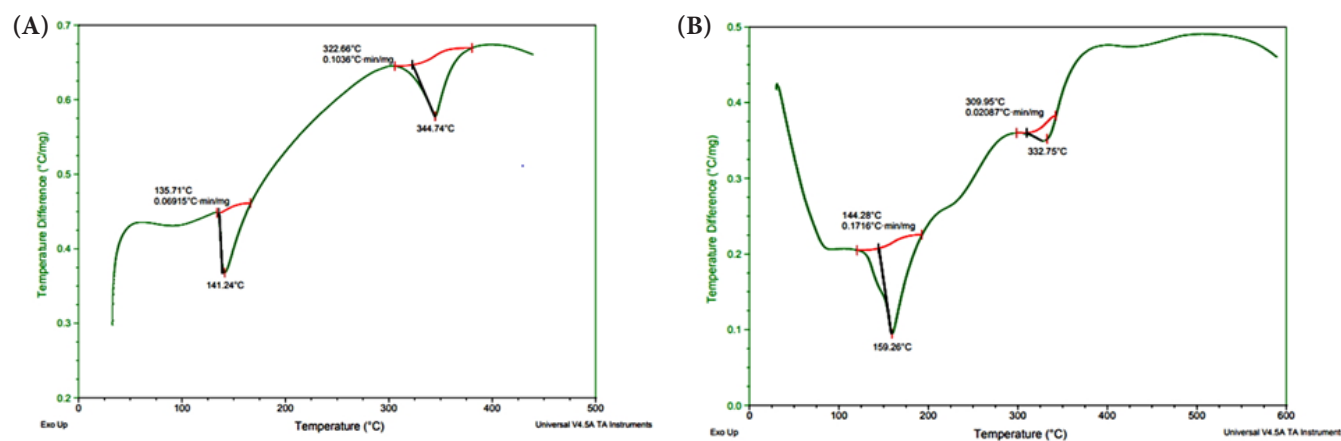 (A)
0.7
0.6
0.5
0.4
0.3
0.2
Temperature Difference (°C/mg)
322.66°C
0.1036°C·min/mg
344.74°C
135.71°C
0.06915°C·min/mg
141.24°C
0
100
200
300
400
500
Exo Up
Temperature (°C)
Universal V4.5A TA Instruments
(B)
0.5
0.4
0.3
0.2
0.1
0.0
Temperature Difference (°C/mg)
309.95°C
0.02087°C·min/mg
332.75°C
144.28°C
0.1716°C·min/mg
159.26°C
0
100
200
300
400
500
600
Exo Up
Temperature (°C)
Universal V4.5A TA Instruments